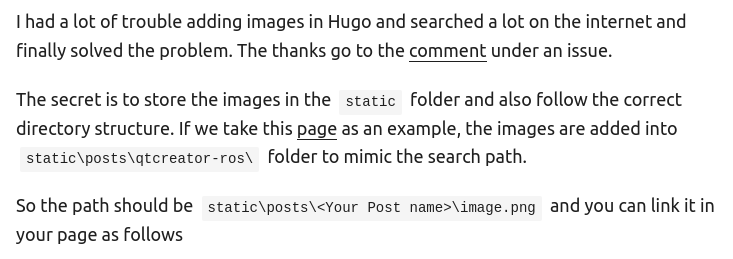 I had a lot of trouble adding images in Hugo and searched a lot on the internet and
finally solved the problem. The thanks go to the comment under an issue.
The secret is to store the images in the static folder and also follow the correct
directory structure. If we take this page as an example, the images are added into
static\posts\qtcreator-ros\ folder to mimic the search path.
So the path should be static\posts\<Your Post name>\image.png and you can link it in
your page as follows